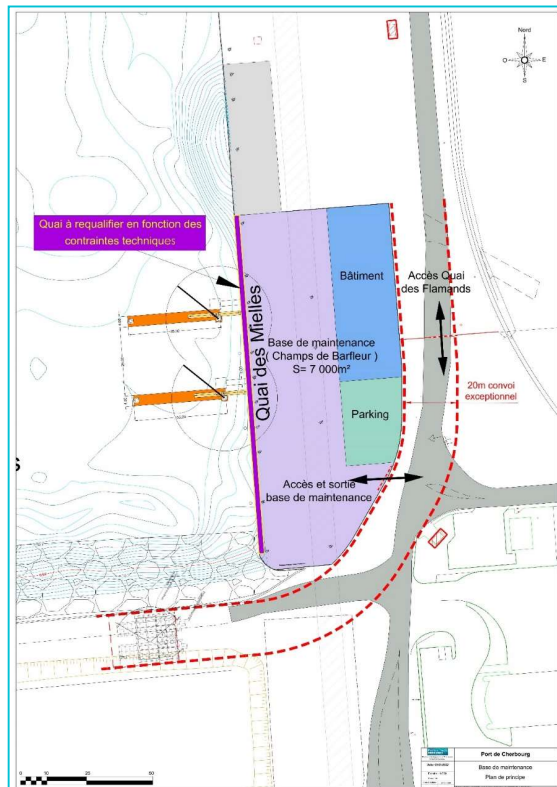 Nord
O
E
S
Quai à requalifier en fonction des
contraintes techniques
Bâtiment
Accès Quai
des Flamands
Quai des Mielles
Base de maintenance
( Champs de Barfleur )
S= 7 000m²
20m convoi
exceptionnel
Parking
Accès et sortie
base de maintenance
Port de Cherbourg
Base de maintenance
Plan de principe
0
10
20
50